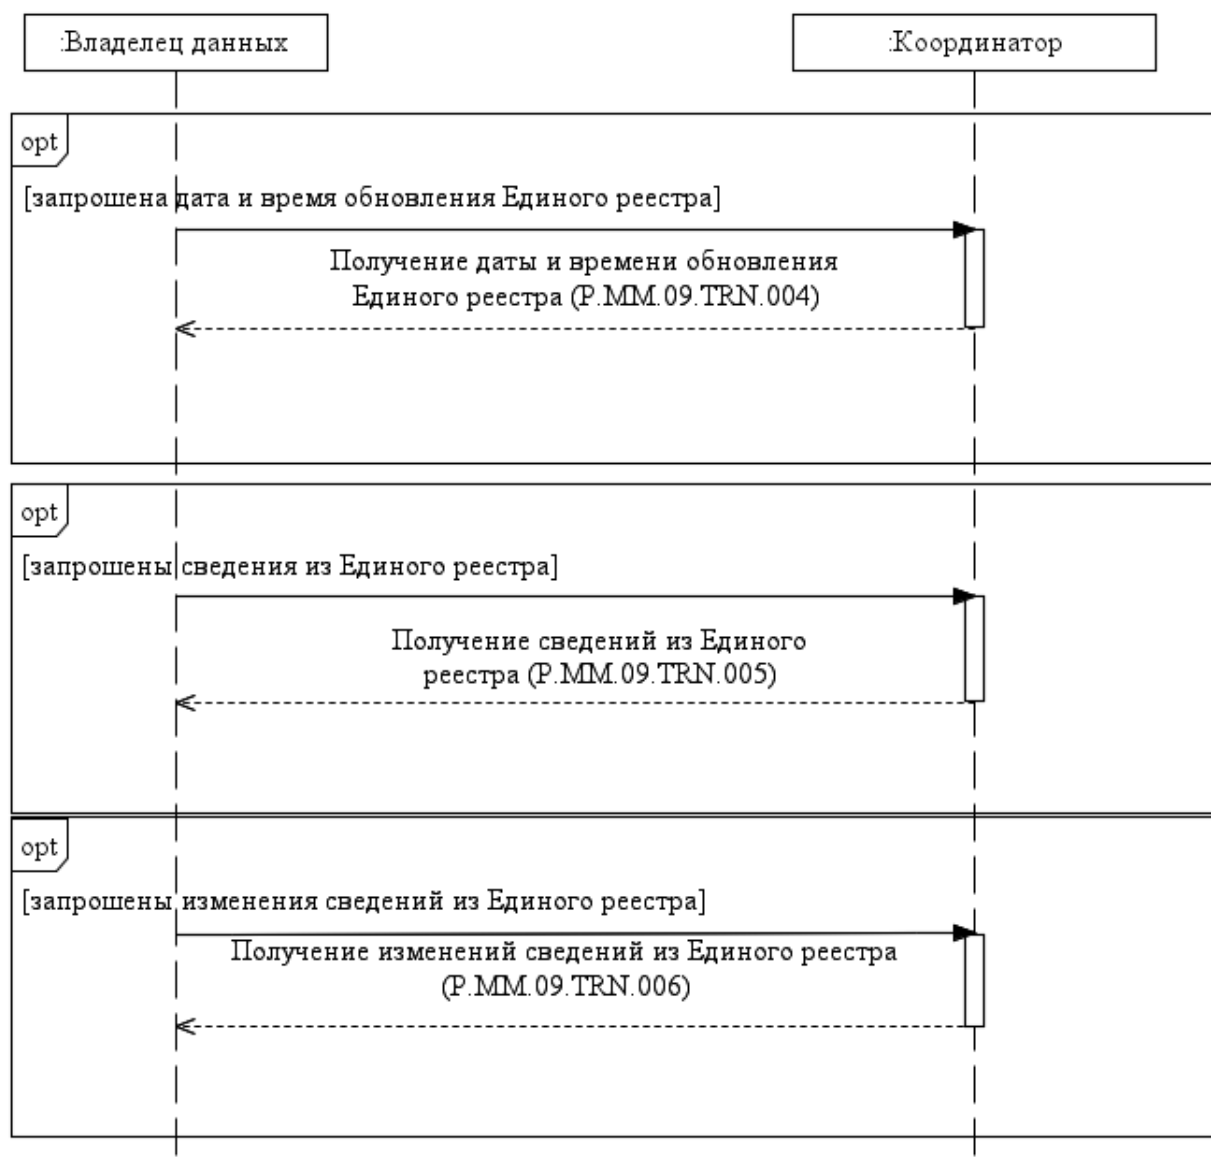 :Владелец данных
:Координатор
opt
[запрошена дата и время обновления Единого реестра]
Получение даты и времени обновления
Единого реестра (P.MM.09.TRN.004)
opt
[запрошены сведения из Единого реестра]
Получение сведений из Единого
реестра (P.MM.09.TRN.005)
opt
[запрошены изменения сведений из Единого реестра]
Получение изменений сведений из Единого реестра
(P.MM.09.TRN.006)